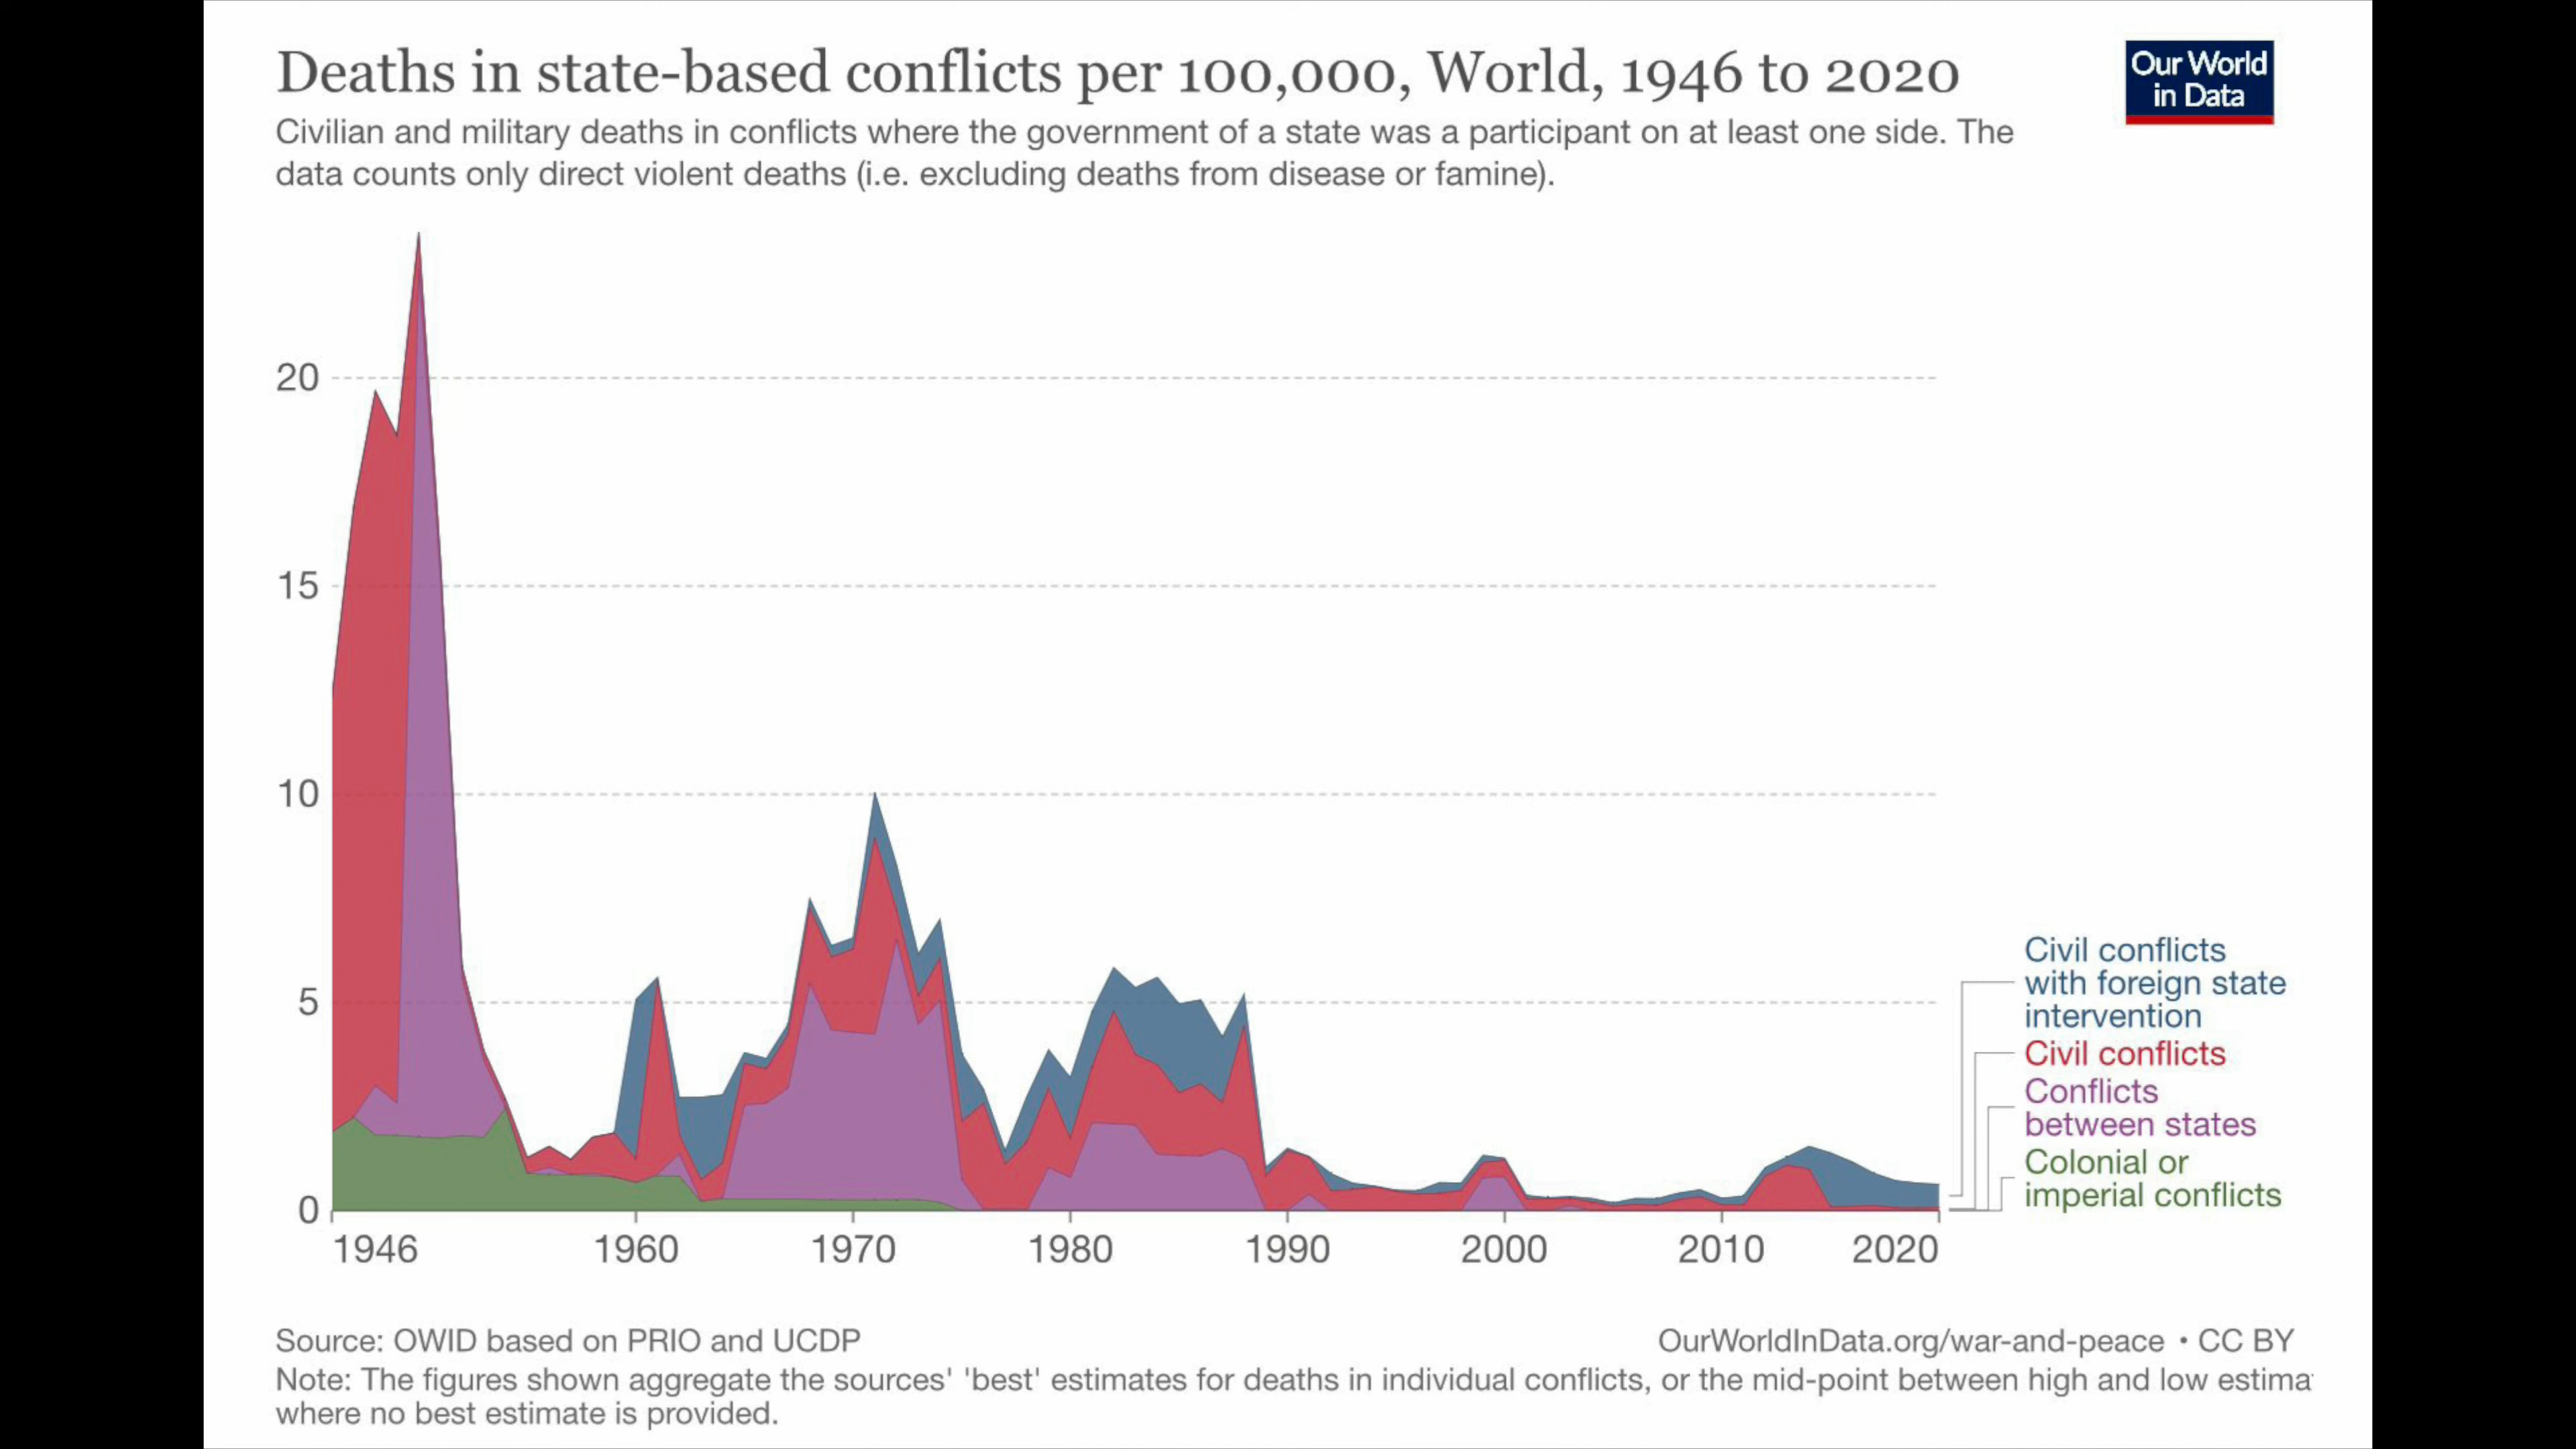 Deaths in state-based conflicts per 100,000, World, 1946 to 2020
Our World
in Data
Civilian and military deaths in conflicts where the government of a state was a participant on at least one side. The
data counts only direct violent deaths (i.e. excluding deaths from disease or famine).
20
15
10
5
0
Civil conflicts
with foreign state
intervention
Civil conflicts
Conflicts
between states
Colonial or
imperial conflicts
1946 1960 1970 1980 1990 2000 2010 2020
Source: OWID based on PRIO and UCDP
OurWorldInData.org/war-and-peace • CC BY
Note: The figures shown aggregate the sources' 'best' estimates for deaths in individual conflicts, or the mid-point between high and low
where no best estimate is provided.